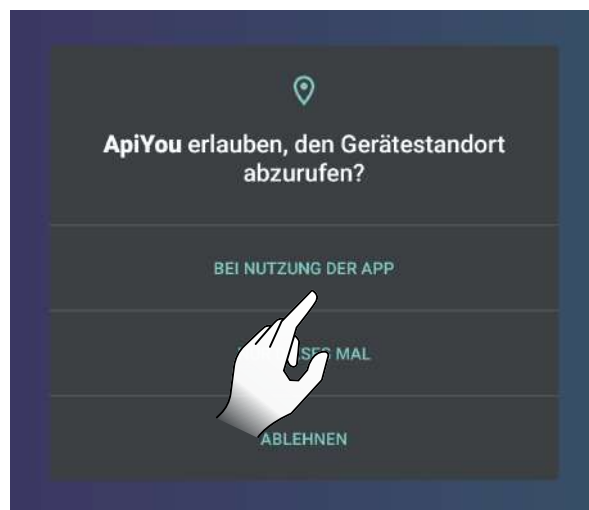 ApiYou erlauben, den Gerätestandort
abzurufen?
BEI NUTZUNG DER APP
MAL
ABLEHNEN